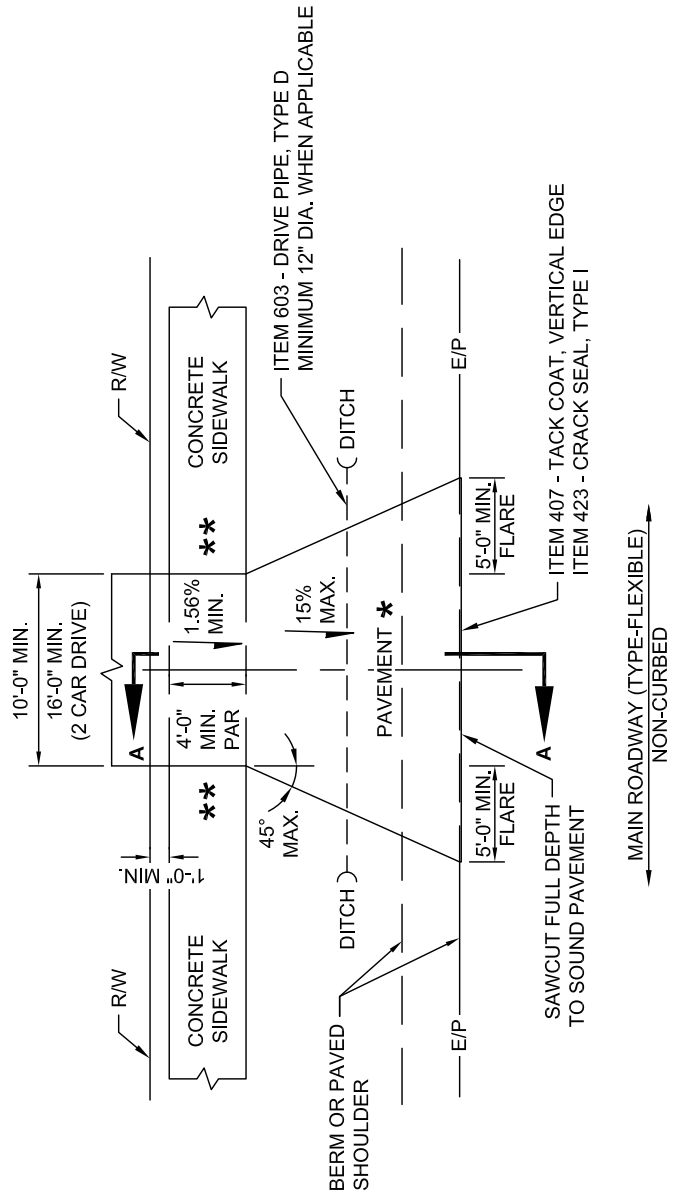 10'-0" MIN.
16'-0" MIN.
(2 CAR DRIVE)
R/W
R/W
1'-0" MIN.
A
CONCRETE
SIDEWALK
**
4'-0"
MIN.
PAR
1.56%
MIN.
**
CONCRETE
SIDEWALK
45°
MAX.
15%
MAX.
ITEM 603 - DRIVE PIPE, TYPE D
MINIMUM 12" DIA. WHEN APPLICABLE
DITCH
DITCH
BERM OR PAVED
SHOULDER
PAVEMENT *
E/P
E/P
5'-0" MIN.
FLARE
5'-0" MIN.
FLARE
A
SAWCUT FULL DEPTH
TO SOUND PAVEMENT
ITEM 407 - TACK COAT, VERTICAL EDGE
ITEM 423 - CRACK SEAL, TYPE I
MAIN ROADWAY (TYPE-FLEXIBLE)
NON-CURBED